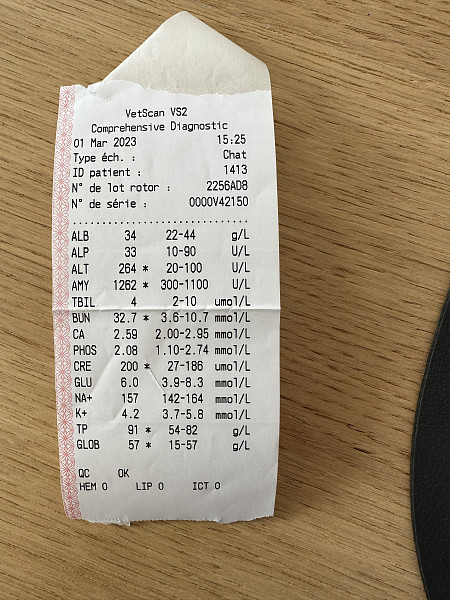 VetScan VS2
Comprehensive Diagnostic
01 Mar 2023 15:25
Type éch. : Chat
ID patient : 1413
N° de lot rotor : 2256AD8
N° de série : 0000V42150
ALB 34 22-44 g/L
ALP 33 10-90 U/L
ALT 264 * 20-100 U/L
AMY 1262 * 300-1100 U/L
TBIL 4 2-10 umol/L
BUN 32.7 * 3.6-10.7 mmol/L
CA 2.59 2.00-2.95 mmol/L
PHOS 2.08 1.10-2.74 mmol/L
CRE 200 * 27-186 umol/L
GLU 6.0 3.9-8.3 mmol/L
NA+ 157 142-164 mmol/L
K+ 4.2 3.7-5.8 mmol/L
TP 91 * 54-82 g/L
GLOB 57 * 15-57 g/L
QC OK
HEM 0 LIP 0 ICT 0